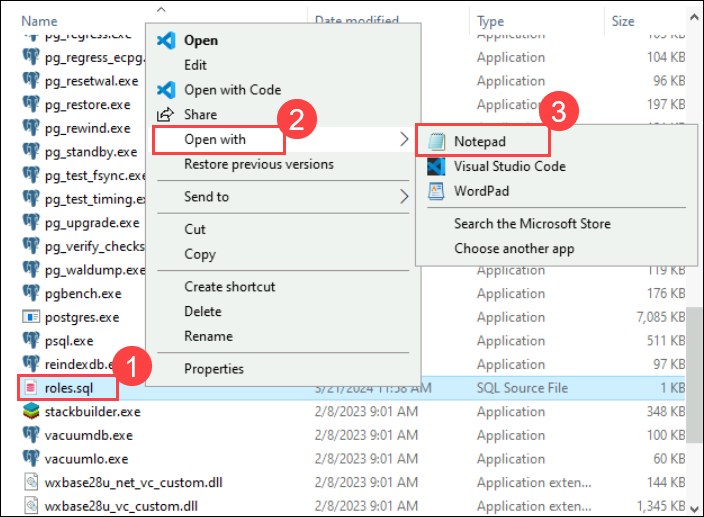 Name Date modified Type Size
pg_regress.exe Application
pg_regress_ecpg. Application 104 KB
pg_resetwal.exe Application 96 KB
pg_restore.exe Application 197 KB
pg_rewind.exe Application
pg_standby.exe
pg_test_fsync.exe
pg_test_timing.exe
pg_upgrade.exe
pg_verify_checks
pg_waldump.exe Application 119 KB
pgbench.exe Application 176 KB
postgres.exe Application 7,085 KB
psql.exe Application 511 KB
reindexdb.e Application 97 KB
roles.sql 5/21/2024 11:58 AM SQL Source File 1 KB
stackbuilder.exe 2/8/2023 9:01 AM Application 348 KB
vacuumdb.exe 2/8/2023 9:01 AM Application 100 KB
vacuumlo.exe 2/8/2023 9:01 AM Application 60 KB
wxbase28u_net_vc_custom.dll 2/8/2023 9:01 AM Application exten... 144 KB
wxbase28u_vc_custom.dll 2/8/2023 9:01 AM Application exten... 1,345 KB
Open
Edit
Open with Code
Share
Open with
Restore previous versions
Send to
Cut
Copy
Create shortcut
Delete
Rename
Properties
Notepad
Visual Studio Code
WordPad
Search the Microsoft Store
Choose another app
1
2
3